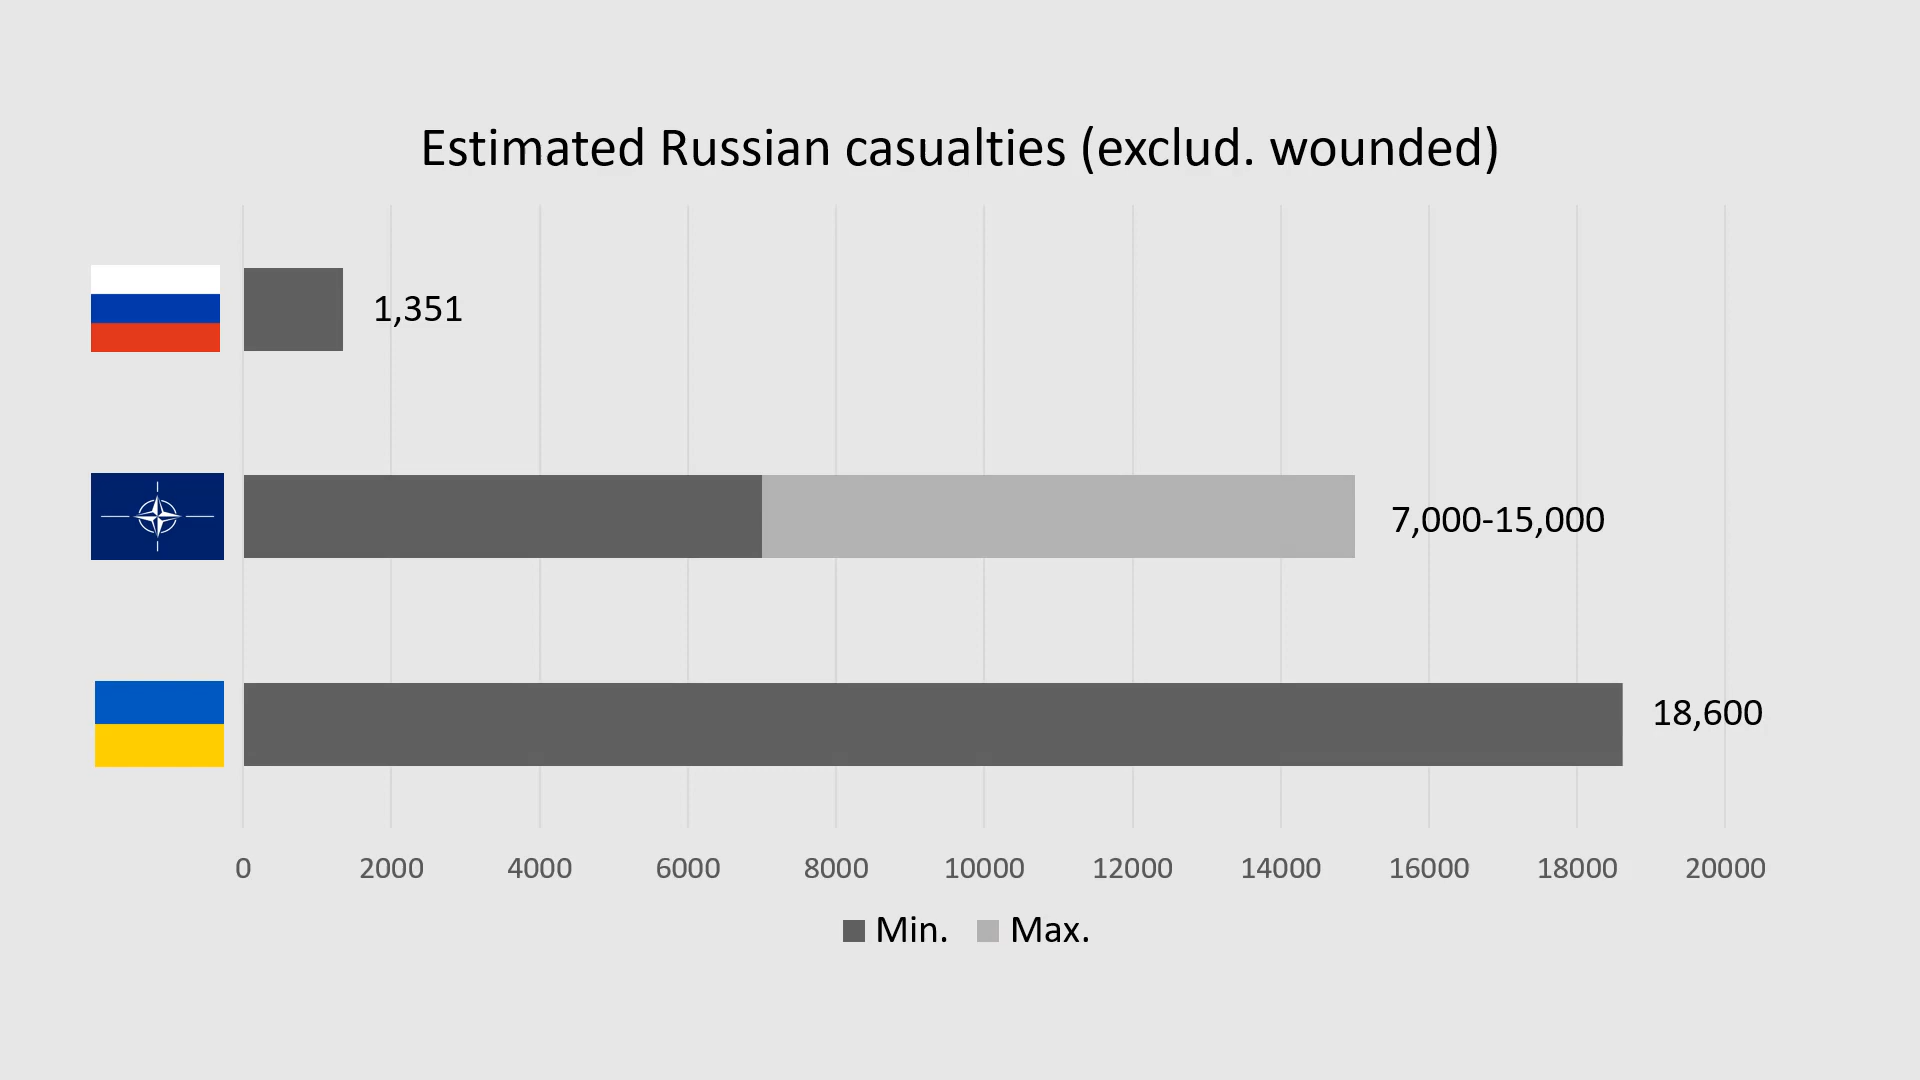 Estimated Russian casualties (exclud. wounded)
1,351
7,000-15,000
18,600
0 2000 4000 6000 8000 10000 12000 14000 16000 18000 20000
Min. Max.